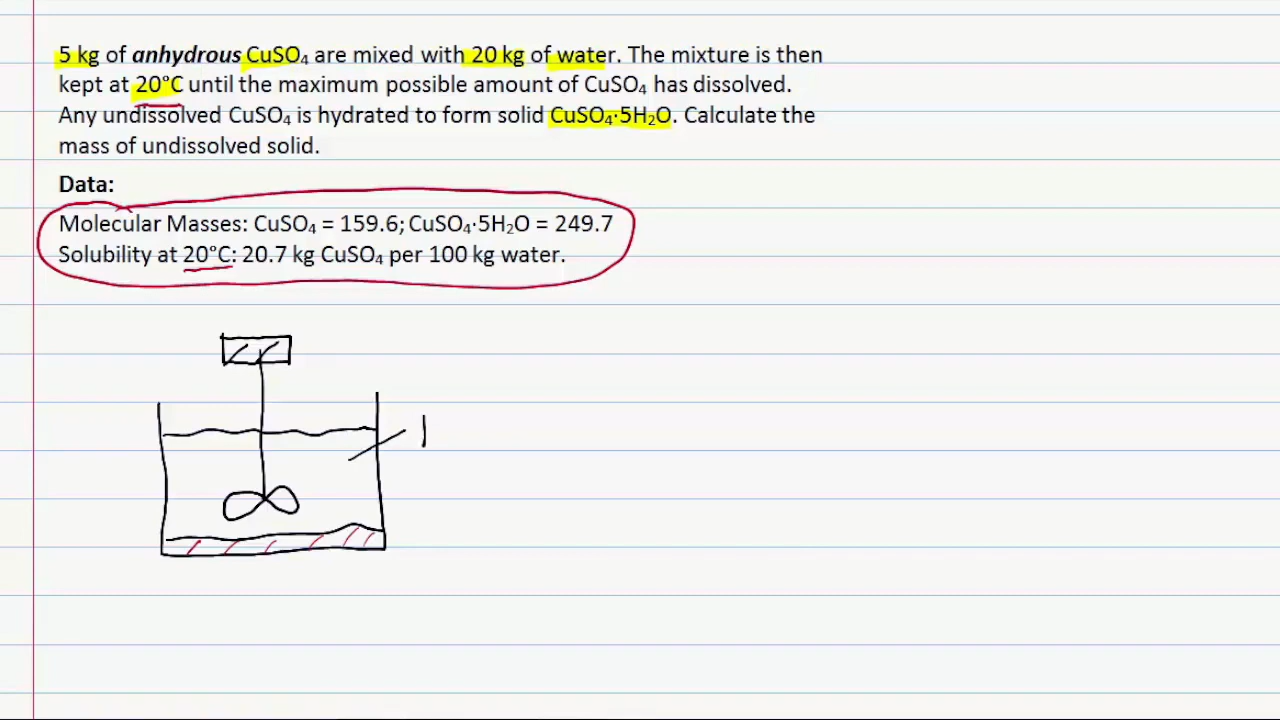 5 kg of anhydrous CuSO₄ are mixed with 20 kg of water. The mixture is then
kept at 20°C until the maximum possible amount of CuSO₄ has dissolved.
Any undissolved CuSO₄ is hydrated to form solid CuSO₄·5H₂O. Calculate the
mass of undissolved solid.
Data:
Molecular Masses: CuSO₄ = 159.6; CuSO₄·5H₂O = 249.7
Solubility at 20°C: 20.7 kg CuSO₄ per 100 kg water.